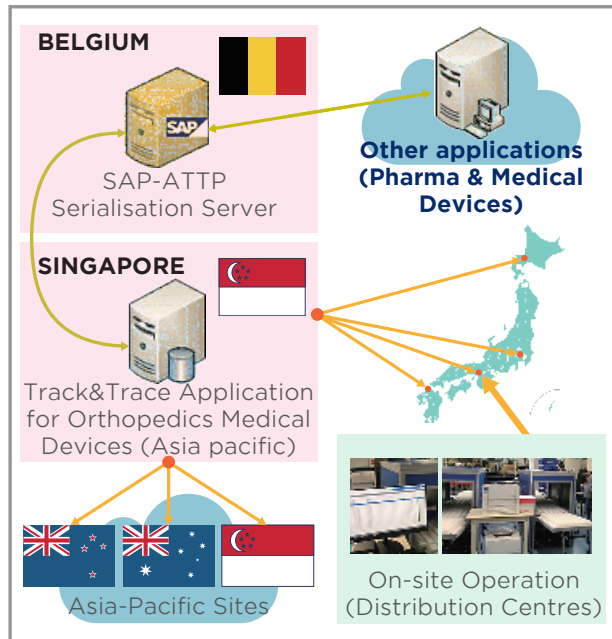 BELGIUM
SAP
SAP-ATTP
Serialisation Server
Other applications
(Pharma & Medical
Devices)
SINGAPORE
Track&Trace Application
for Orthopedics Medical
Devices (Asia pacific)
Asia-Pacific Sites
On-site Operation
(Distribution Centres)